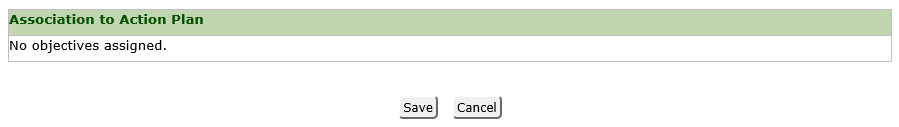 Association to Action Plan
No objectives assigned.
Save Cancel